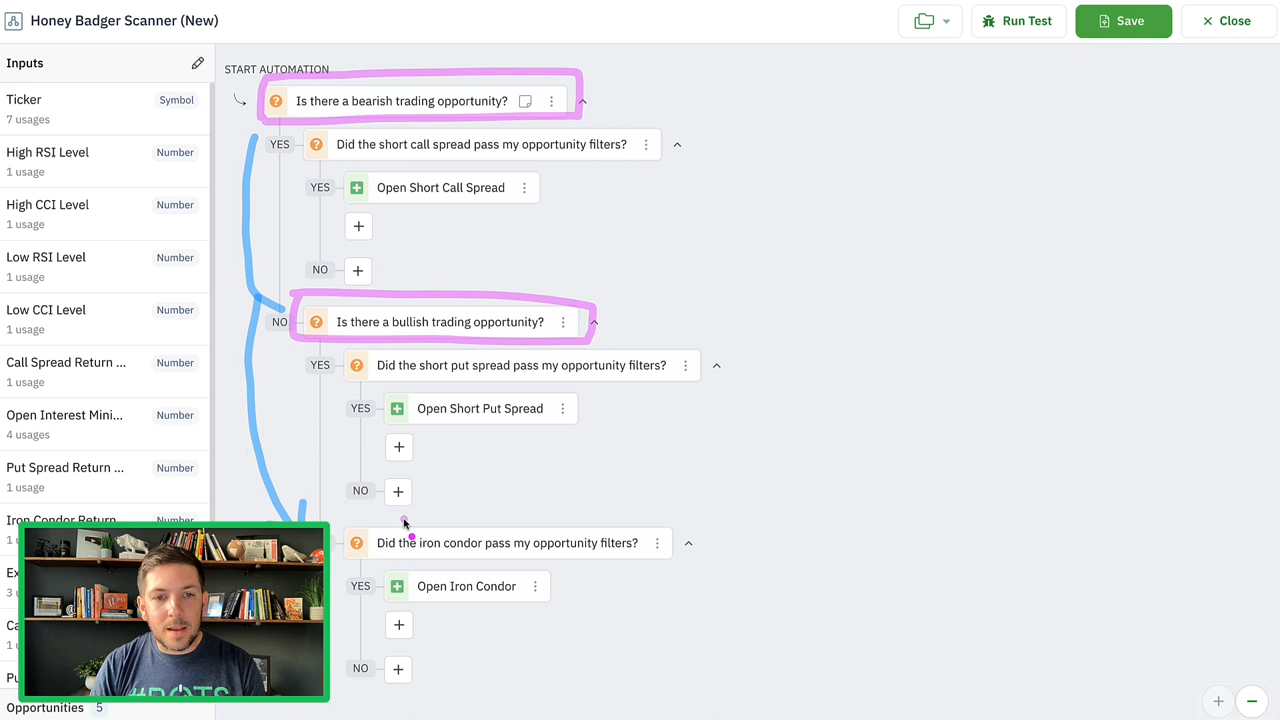 Honey Badger Scanner (New)
Run Test
Save
Close
Inputs
Ticker
Symbol
7 usages
High RSI Level
Number
1 usage
High CCI Level
Number
1 usage
Low RSI Level
Number
1 usage
Low CCI Level
Number
1 usage
Call Spread Return ...
Number
1 usage
Open Interest Mini...
Number
4 usages
Put Spread Return ...
Number
1 usage
Iron Condor Return
Number
Opportunities 5
START AUTOMATION
Is there a bearish trading opportunity?
YES
Did the short call spread pass my opportunity filters?
YES
Open Short Call Spread
NO
NO
Is there a bullish trading opportunity?
YES
Did the short put spread pass my opportunity filters?
YES
Open Short Put Spread
NO
Did the iron condor pass my opportunity filters?
YES
Open Iron Condor
NO